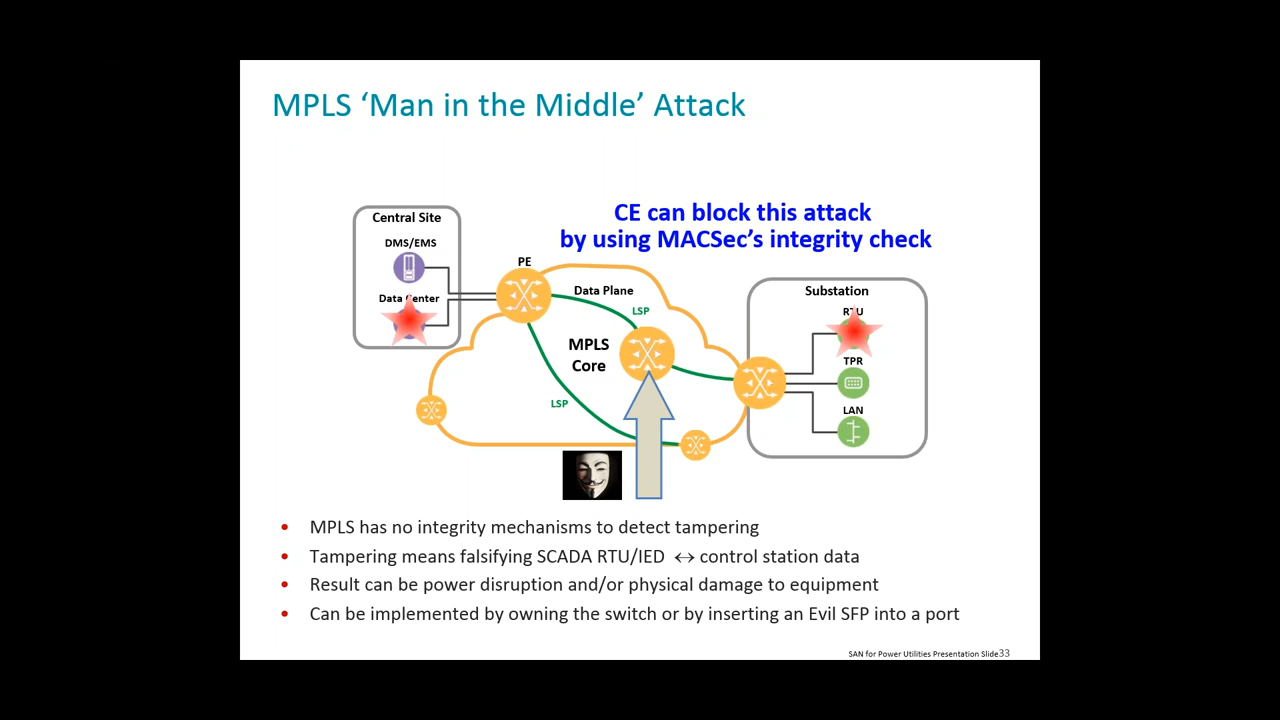 MPLS ‘Man in the Middle’ Attack
CE can block this attack
by using MACSec’s integrity check
Central Site
DMS/EMS
Data Center
PE
Data Plane
LSP
MPLS
Core
LSP
Substation
RTU
TPR
LAN
• MPLS has no integrity mechanisms to detect tampering
• Tampering means falsifying SCADA RTU/IED ↔ control station data
• Result can be power disruption and/or physical damage to equipment
• Can be implemented by owning the switch or by inserting an Evil SFP into a port
SAN for Power Utilities Presentation Slide33